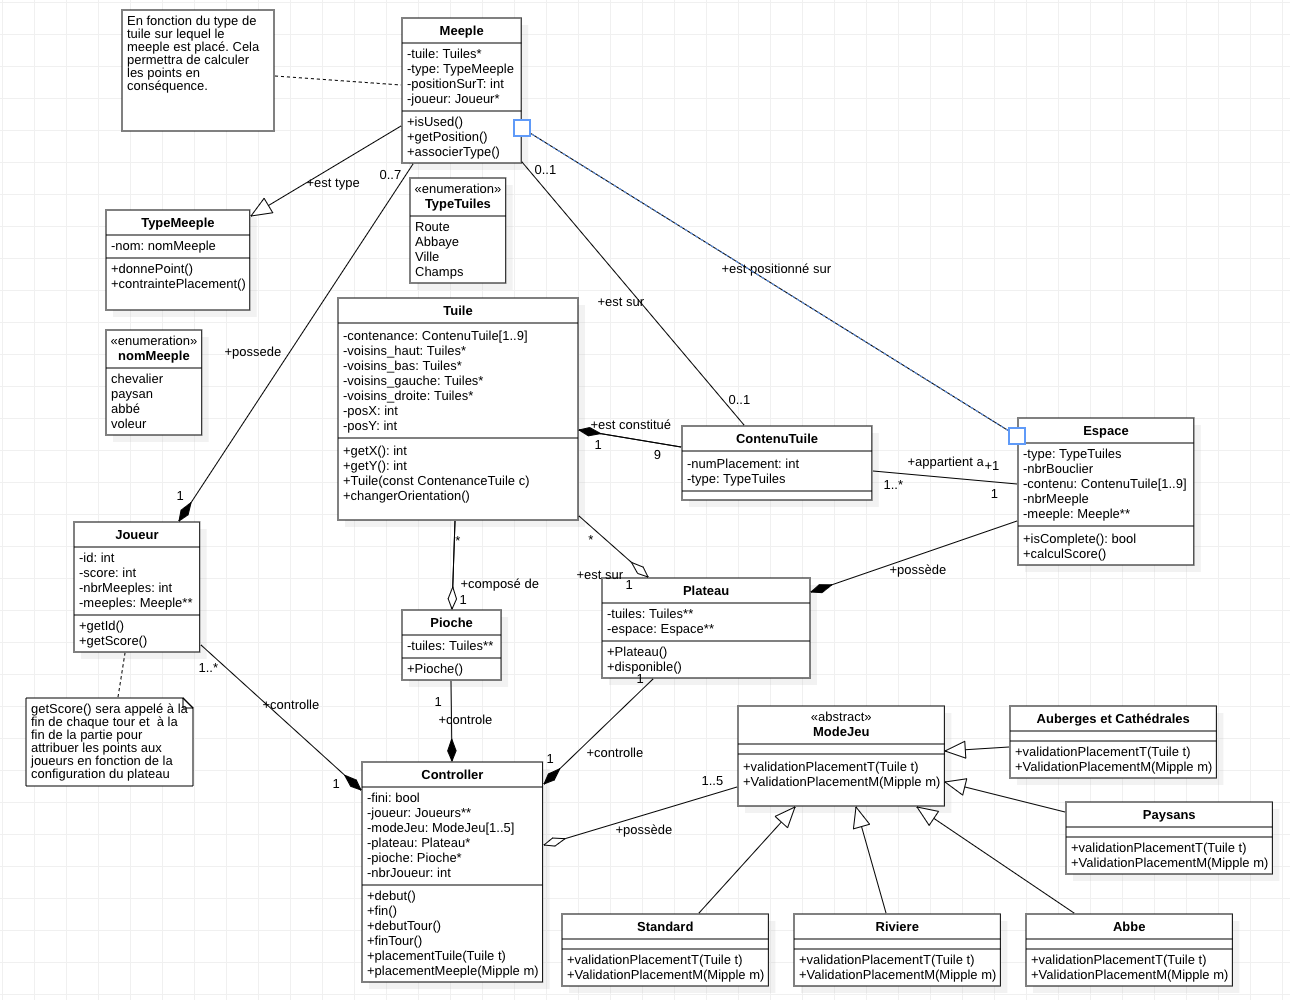 En fonction du type de
tuile sur lequel le
meeple est placé. Cela
permettra de calculer
les points en
conséquence.
Meeple
-tuile: Tuiles*
-type: TypeMeeple
-positionSurT: int
-joueur: Joueur*
+isUsed()
+getPosition()
+associerType()
+est type
0..7
0..1
TypeMeeple
-nom: nomMeeple
+donnePoint()
+contraintePlacement()
«enumeration»
TypeTuiles
Route
Abbaye
Ville
Champs
+est positionné sur
+est sur
«enumeration»
nomMeeple
chevalier
paysan
abbé
voleur
+possede
1
Tuile
-contenance: ContenuTuile[1..9]
-voisins_haut: Tuiles*
-voisins_bas: Tuiles*
-voisins_gauche: Tuiles*
-voisins_droite: Tuiles*
-posX: int
-posY: int
+getX(): int
+getY(): int
+Tuile(const ContenanceTuile c)
+changerOrientation()
0..1
+est constitué
1
9
ContenuTuile
-numPlacement: int
-type: TypeTuiles
+appartient a
+1
1..*
1
Espace
-type: TypeTuiles
-nbrBouclier
-contenu: ContenuTuile[1..9]
-nbrMeeple
-meeple: Meeple**
+isComplete(): bool
+calculScore()
Joueur
-id: int
-score: int
-nbrMeeples: int
-meeples: Meeple**
+getId()
+getScore()
*
+composé de
1
*
+est sur
1
+possède
Pioche
-tuiles: Tuiles**
+Pioche()
Plateau
-tuiles: Tuiles**
-espace: Espace**
+Plateau()
+disponible()
1
1..*
+controlle
1
getScore() sera appelé à la
fin de chaque tour et  à la
fin de la partie pour
attribuer les points aux
joueurs en fonction de la
configuration du plateau
1
+controle
+controlle
1
Controller
-fini: bool
-joueur: Joueurs**
-modeJeu: ModeJeu[1..5]
-plateau: Plateau*
-pioche: Pioche*
-nbrJoueur: int
+debut()
+fin()
+debutTour()
+finTour()
+placementTuile(Tuile t)
+placementMeeple(Mipple m)
1..5
+possède
«abstract»
ModeJeu
+validationPlacementT(Tuile t)
+ValidationPlacementM(Mipple m)
Auberges et Cathédrales
+validationPlacementT(Tuile t)
+ValidationPlacementM(Mipple m)
Paysans
+validationPlacementT(Tuile t)
+ValidationPlacementM(Mipple m)
Standard
+validationPlacementT(Tuile t)
+ValidationPlacementM(Mipple m)
Riviere
+validationPlacementT(Tuile t)
+ValidationPlacementM(Mipple m)
Abbe
+validationPlacementT(Tuile t)
+ValidationPlacementM(Mipple m)